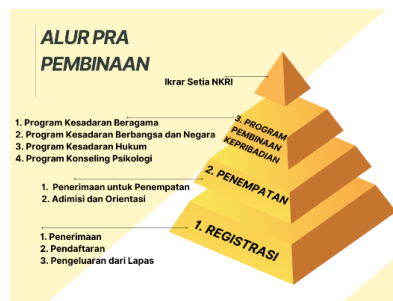 ALUR PRA
PEMBINAAN
Ikrar Setia NKRI
1. Program Kesadaran Beragama
2. Program Kesadaran Berbangsa dan Negara
3. Program Kesadaran Hukum
4. Program Konseling Psikologi
3. PROGRAM
PEMBINAAN
KEPRIBADIAN
1. Penerimaan untuk Penempatan
2. Adimisi dan Orientasi
2. PENEMPATAN
1. Penerimaan
2. Pendaftaran
3. Pengeluaran dari Lapas
1. REGISTRASI